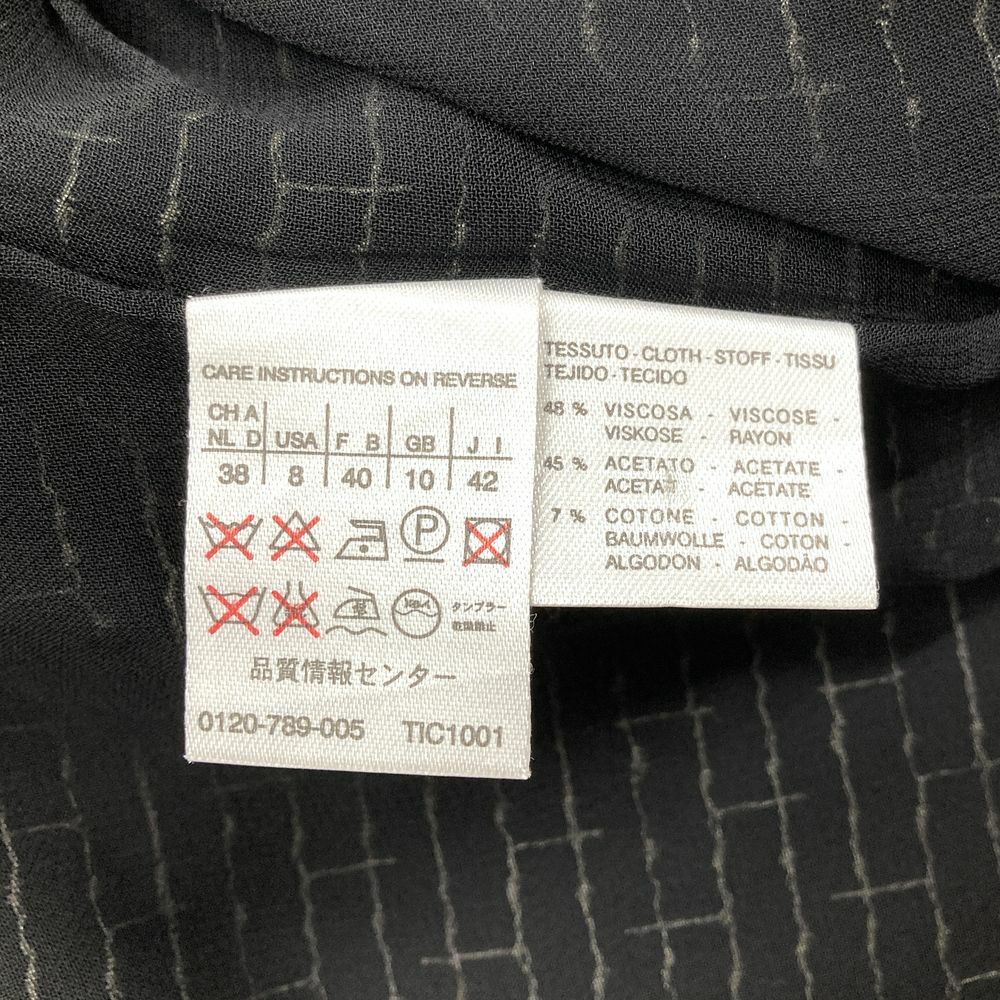 CARE INSTRUCTIONS ON REVERSE
CH A
NL D USA F B GB J I
38 8 40 10 42
P
タンブラー
乾燥禁止
品質情報センター
0120-789-005 TIC1001
TESSUTO - CLOTH - STOFF - TISSU
TEJIDO - TECIDO
48 % VISCOSA - VISCOSE -
VISKOSE - RAYON
45 % ACETATO - ACETATE -
ACETAT - ACÉTATE
7 % COTONE - COTTON -
BAUMWOLLE - COTON -
ALGODON - ALGODÃO